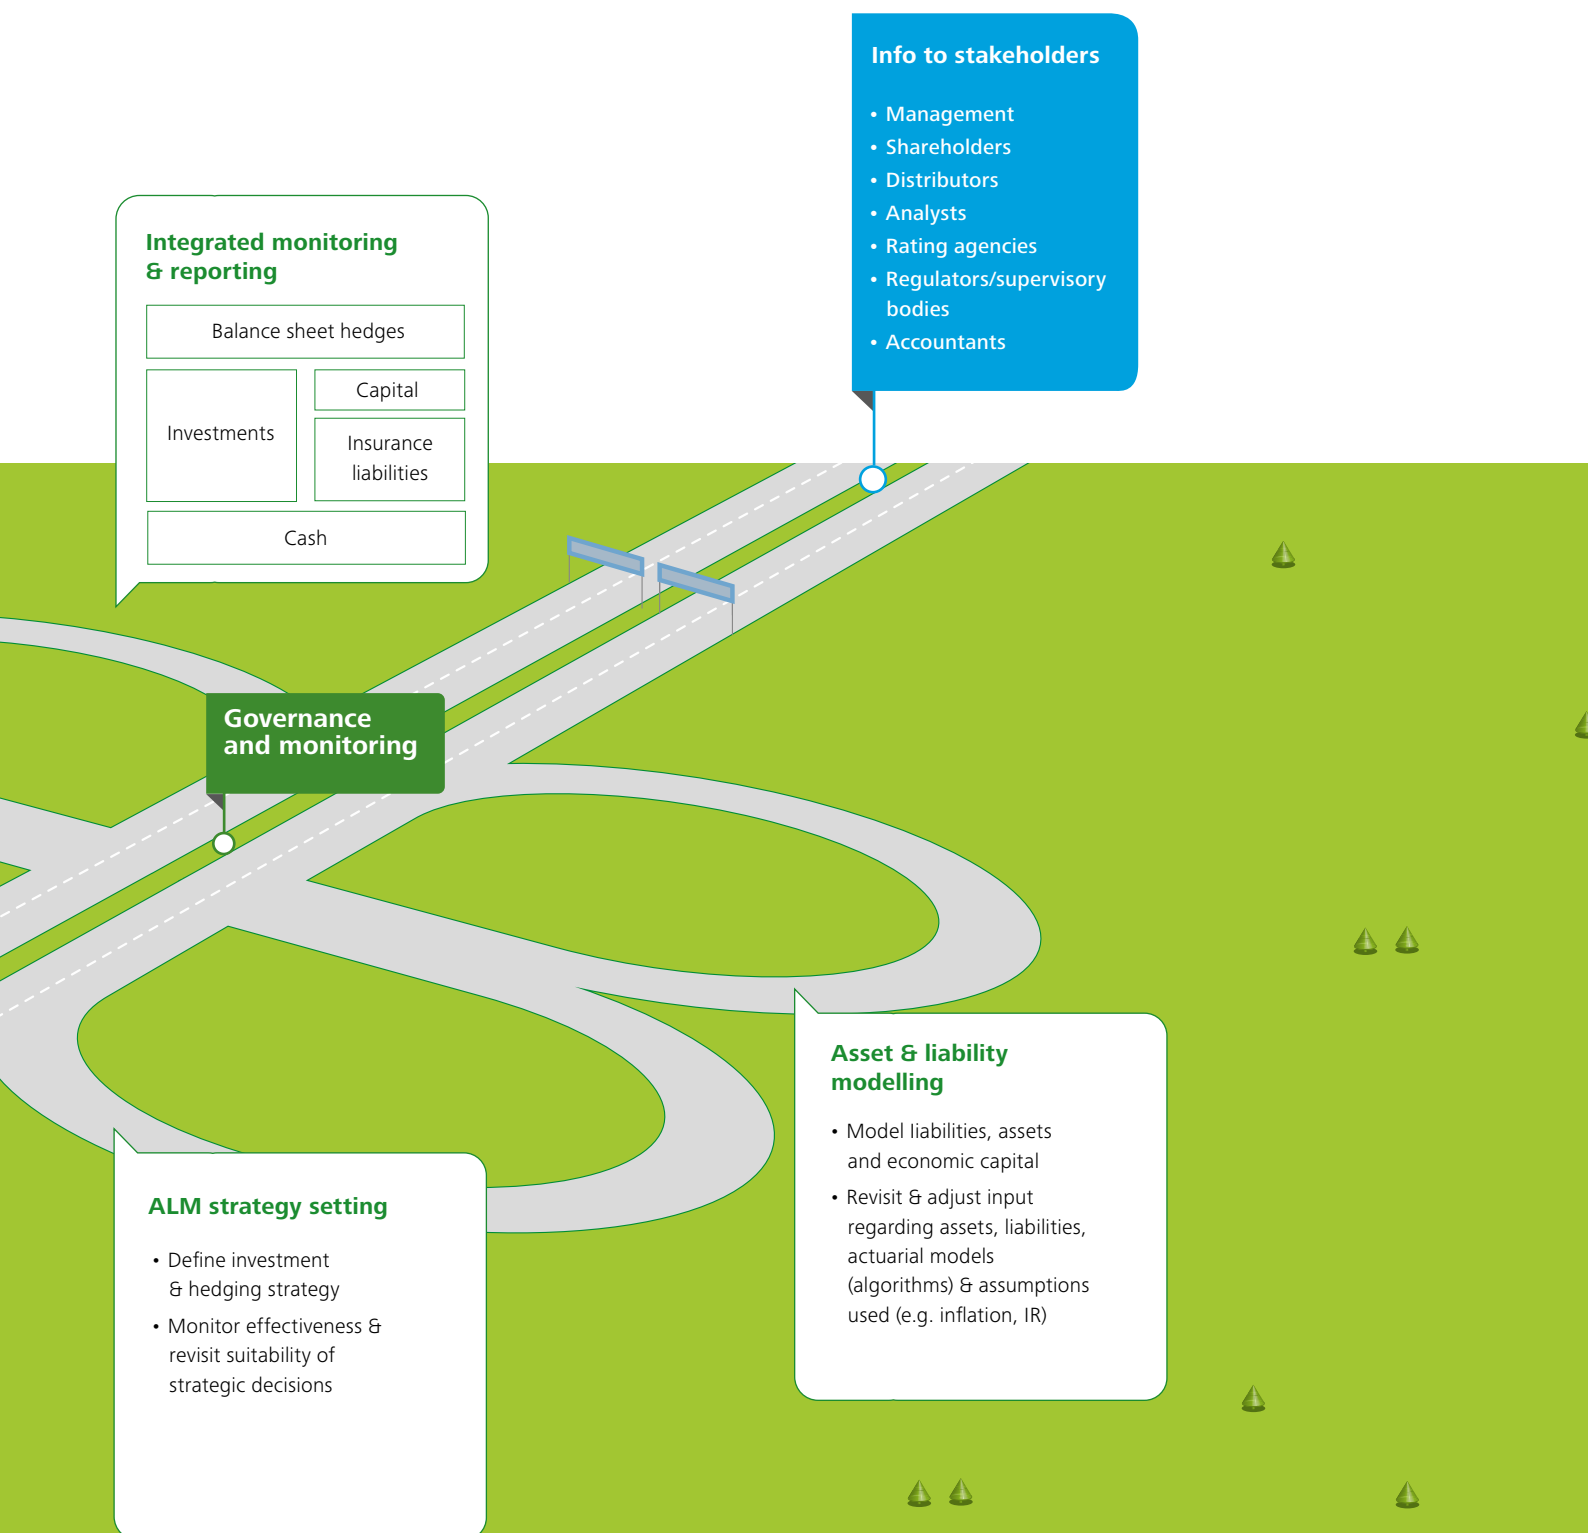 Info to stakeholders
• Management
• Shareholders
• Distributors
• Analysts
• Rating agencies
• Regulators/supervisory
bodies
• Accountants
Integrated monitoring
& reporting
Balance sheet hedges
Investments
Capital
Insurance
liabilities
Cash
Governance
and monitoring
Asset & liability
modelling
• Model liabilities, assets
and economic capital
• Revisit & adjust input
regarding assets, liabilities,
actuarial models
(algorithms) & assumptions
used (e.g. inflation, IR)
ALM strategy setting
• Define investment
& hedging strategy
• Monitor effectiveness &
revisit suitability of
strategic decisions